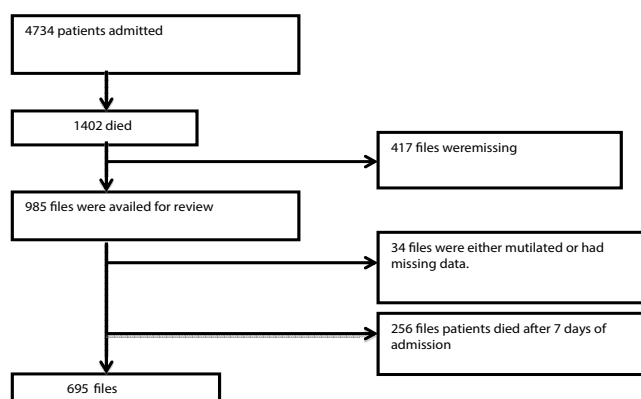 4734 patients admitted
1402 died
417 files weremissing
985 files were availed for review
34 files were either mutilated or had
missing data.
256 files patients died after 7 days of
admission
695 files